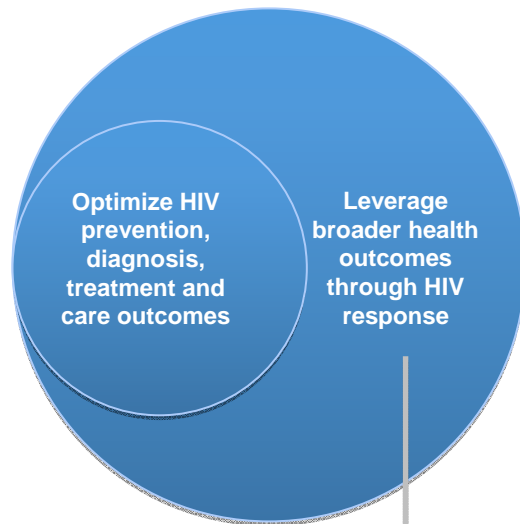 Optimize HIV
prevention,
diagnosis,
treatment and
care outcomes
Leverage
broader health
outcomes
through HIV
response